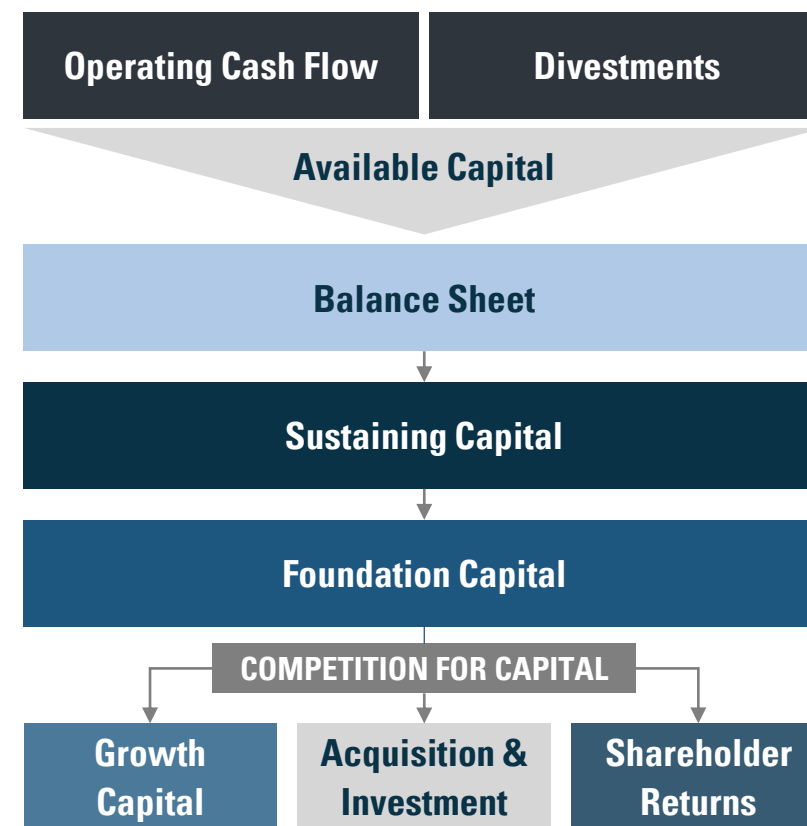 Operating Cash Flow
Divestments
Available Capital
Balance Sheet
Sustaining Capital
Foundation Capital
COMPETITION FOR CAPITAL
Growth
Capital
Acquisition &
Investment
Shareholder
Returns